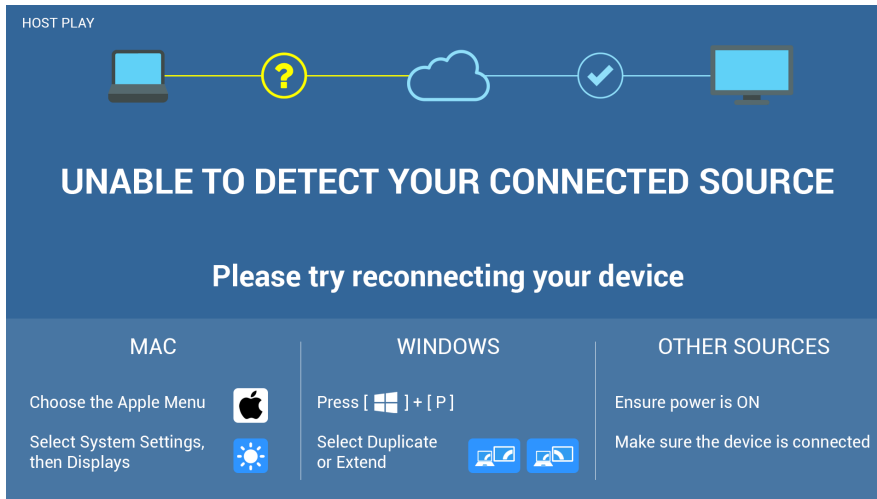 HOST PLAY
?
UNABLE TO DETECT YOUR CONNECTED SOURCE
Please try reconnecting your device
MAC
Choose the Apple Menu
Select System Settings,
then Displays
WINDOWS
Press [ ] + [ P ]
Select Duplicate
or Extend
OTHER SOURCES
Ensure power is ON
Make sure the device is connected